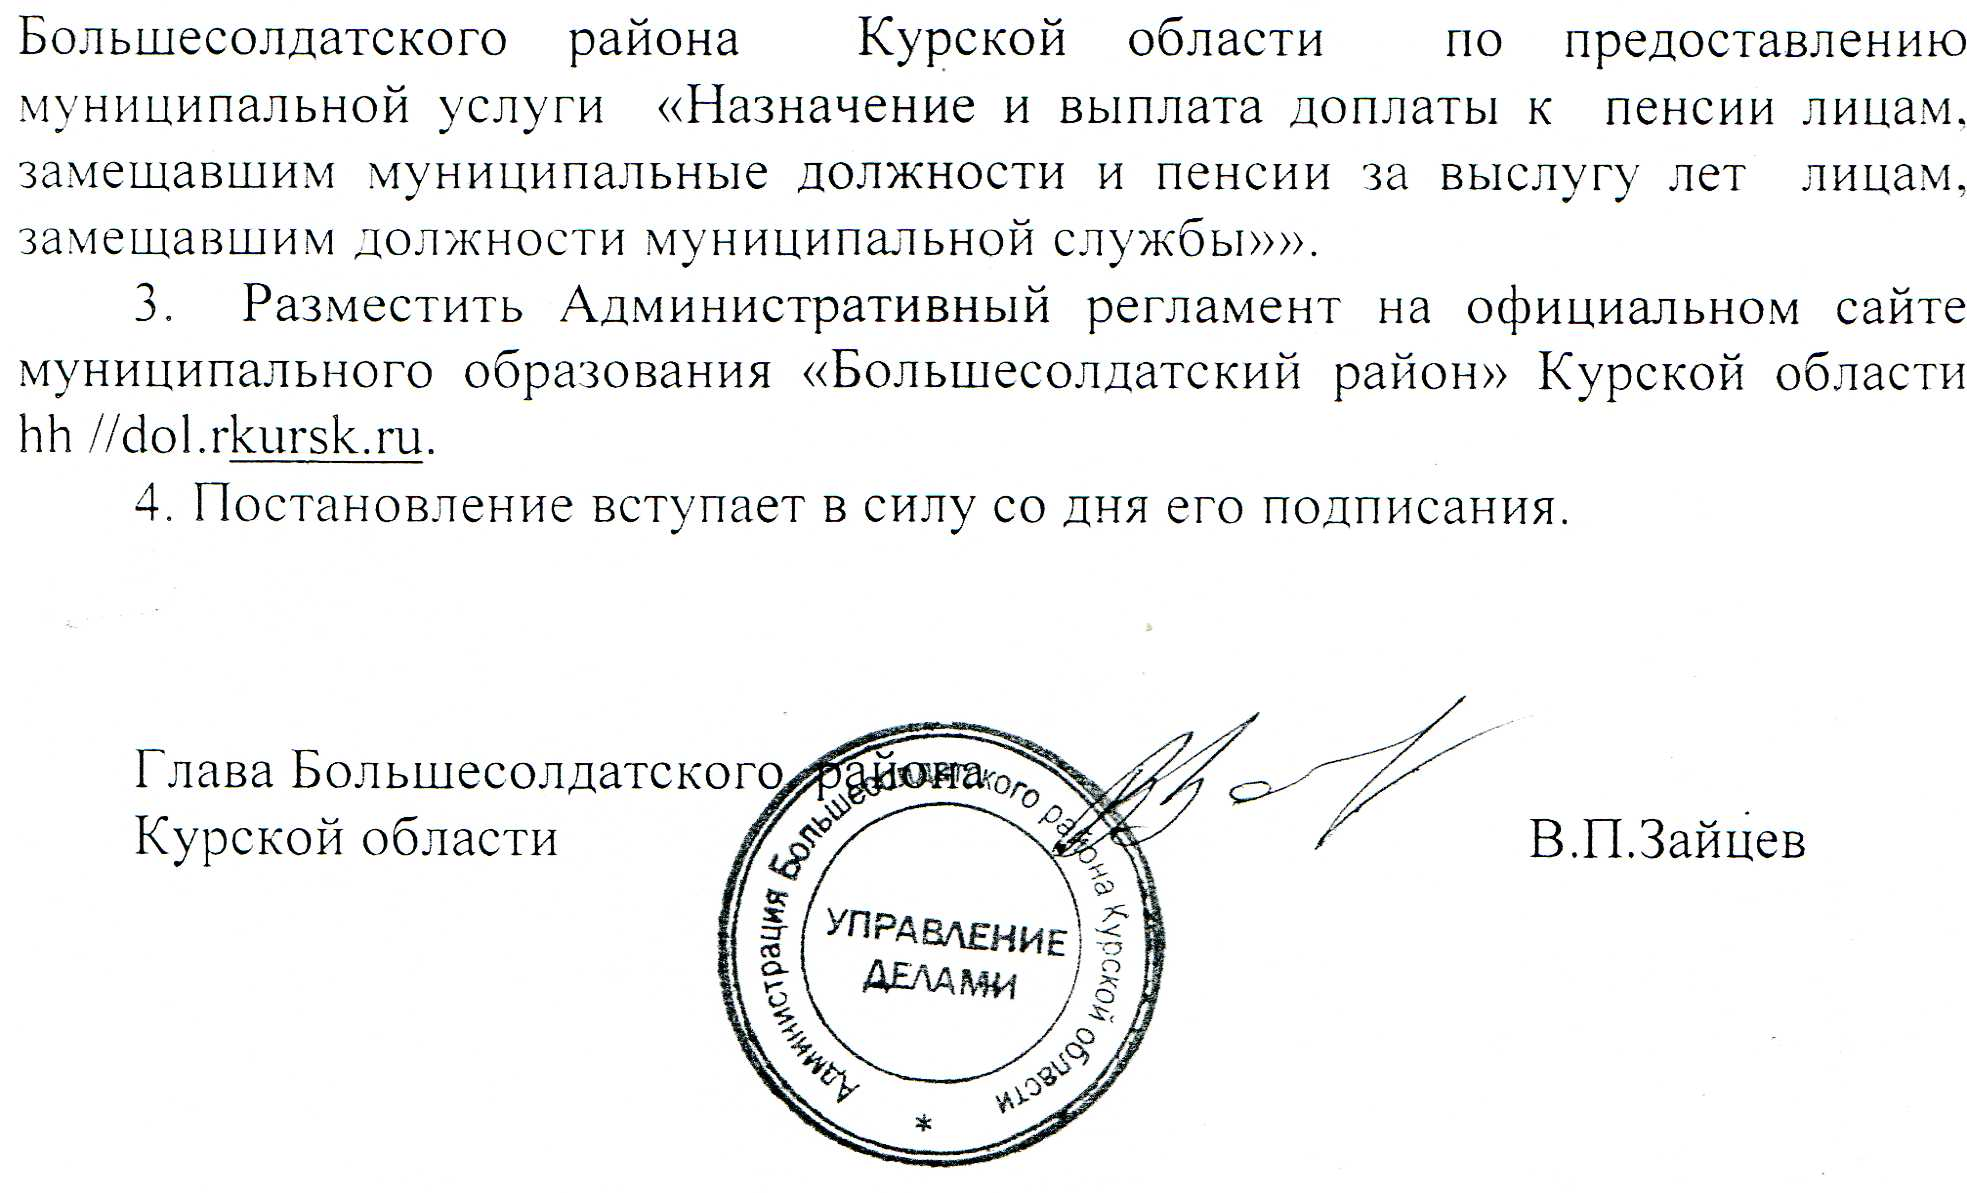 Большесолдатского района Курской области по предоставлению
муниципальной услуги «Назначение и выплата доплаты к пенсии лицам,
замещавшим муниципальные должности и пенсии за выслугу лет лицам,
замещавшим должности муниципальной службы»».
3. Разместить Административный регламент на официальном сайте
муниципального образования «Большесолдатский район» Курской области
hh //dol.rkursk.ru.
4. Постановление вступает в силу со дня его подписания.
Глава Большесолдатского района
Курской области
В.П.Зайцев
Администрация Большесолдатского района Курской области
УПРАВЛЕНИЕ
ДЕЛАМИ
*